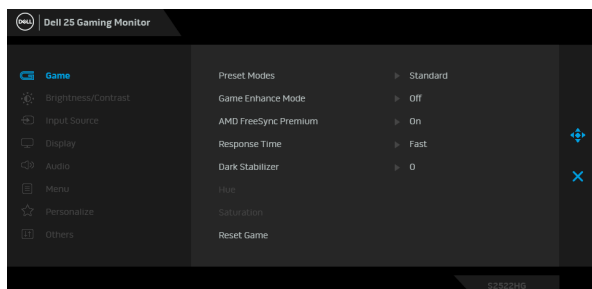 DELL
Dell 25 Gaming Monitor
Game
Preset Modes
Standard
Brightness/Contrast
Game Enhance Mode
Off
Input Source
AMD FreeSync Premium
On
Display
Response Time
Fast
Audio
Dark Stabilizer
0
Menu
Hue
Personalize
Saturation
Others
Reset Game
S2522HG